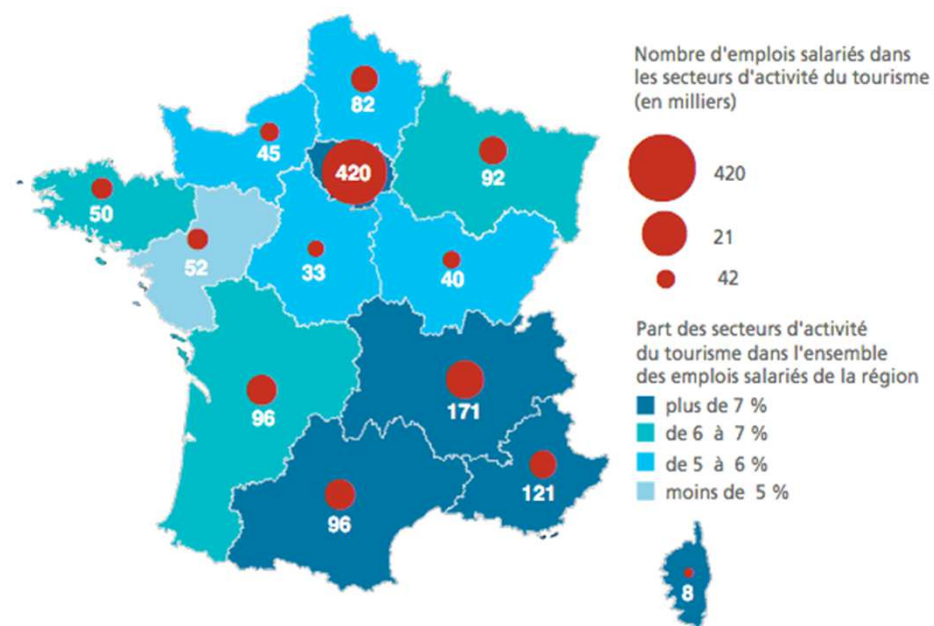 82
45
420
92
50
52
33
40
96
171
121
96
8
Nombre d'emplois salariés dans
les secteurs d'activité du tourisme
(en milliers)
420
21
42
Part des secteurs d'activité
du tourisme dans l'ensemble
des emplois salariés de la région
plus de 7 %
de 6 à 7 %
de 5 à 6 %
moins de 5 %